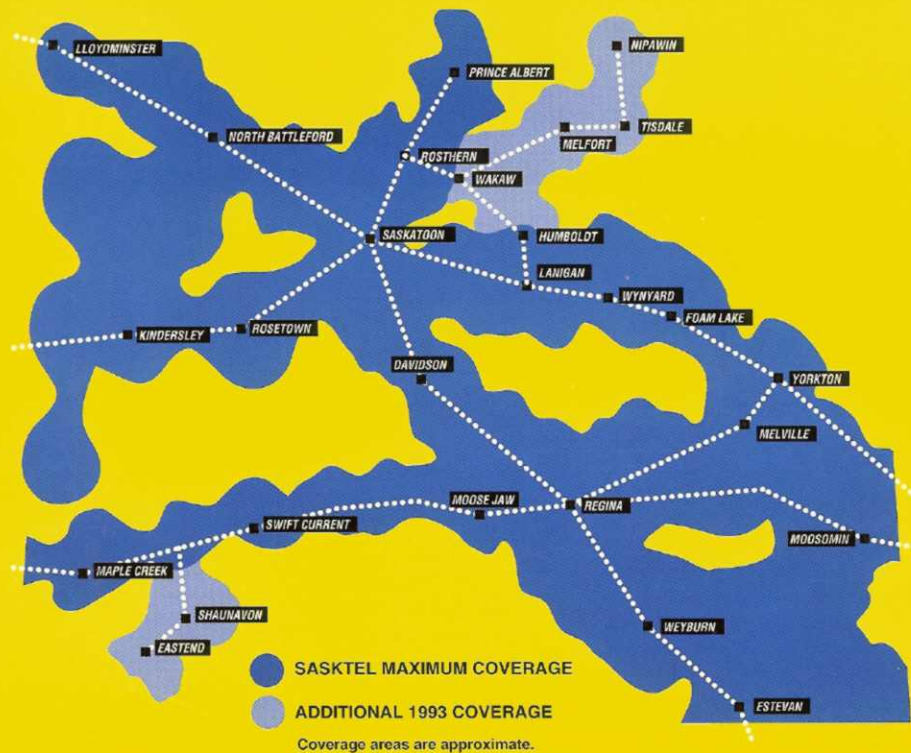 LLOYDMINSTER
NIPAWIN
PRINCE ALBERT
NORTH BATTLEFORD
TISDALE
MELFORT
ROSTHERN
WAKAW
SASKATOON
HUMBOLDT
LANIGAN
WYNYARD
FOAM LAKE
ROSETOWN
KINDERSLEY
DAVIDSON
YORKTON
MELVILLE
MOOSE JAW
REGINA
SWIFT CURRENT
MOOSOMIN
MAPLE CREEK
SHAUNAVON
WEYBURN
EASTEND
SASKTEL MAXIMUM COVERAGE
ESTEVAN
ADDITIONAL 1993 COVERAGE
Coverage areas are approximate.